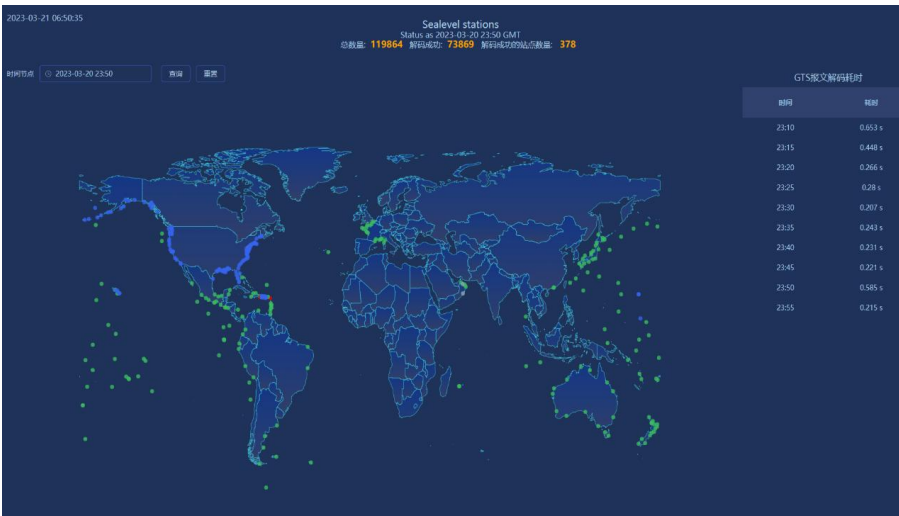 2023-03-21 06:50:35
Sealevel stations
Status as 2023-03-20 23:50 GMT
总数量: 119864 解码成功: 73869 解码成功的站点数量: 378
时间节点 2023-03-20 23:50 查询 重置
GTS报文解码耗时
时间 耗时
23:10 0.653 s
23:15 0.448 s
23:20 0.266 s
23:25 0.28 s
23:30 0.207 s
23:35 0.243 s
23:40 0.231 s
23:45 0.221 s
23:50 0.585 s
23:55 0.215 s